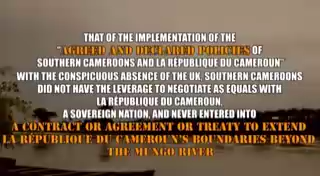 THAT OF THE IMPLEMENTATION OF THE
"AGREED AND DECLARED POLICIES OF
SOUTHERN CAMEROONS AND LA RÉPUBLIQUE DU CAMEROUN"
WITH THE CONSPICUOUS ABSENCE OF THE UK, SOUTHERN CAMEROONS
DID NOT HAVE THE LEVERAGE TO NEGOTIATE AS EQUALS WITH
LA RÉPUBLIQUE DU CAMEROUN,
A SOVEREIGN NATION, AND NEVER ENTERED INTO
A CONTRACT OR AGREEMENT OR TREATY TO EXTEND
LA RÉPUBLIQUE DU CAMEROUN'S BOUNDARIES BEYOND
THE MUNGO RIVER